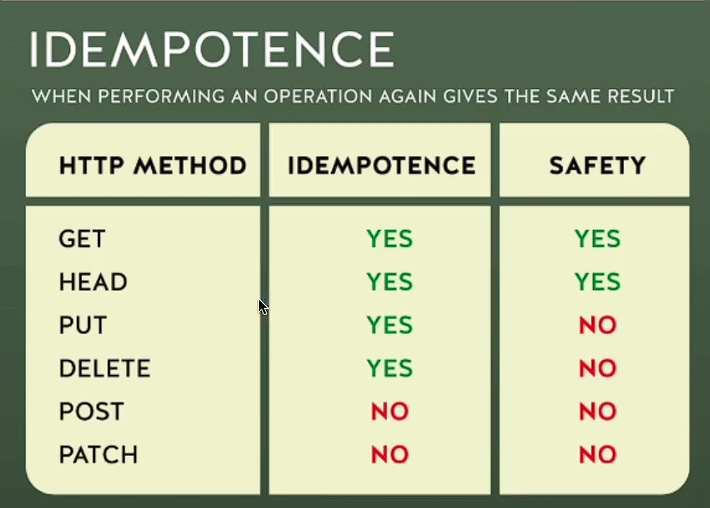 IDEMPOTENCE
WHEN PERFORMING AN OPERATION AGAIN GIVES THE SAME RESULT
HTTP METHOD IDEMPOTENCE SAFETY
GET YES YES
HEAD YES YES
PUT YES NO
DELETE YES NO
POST NO NO
PATCH NO NO